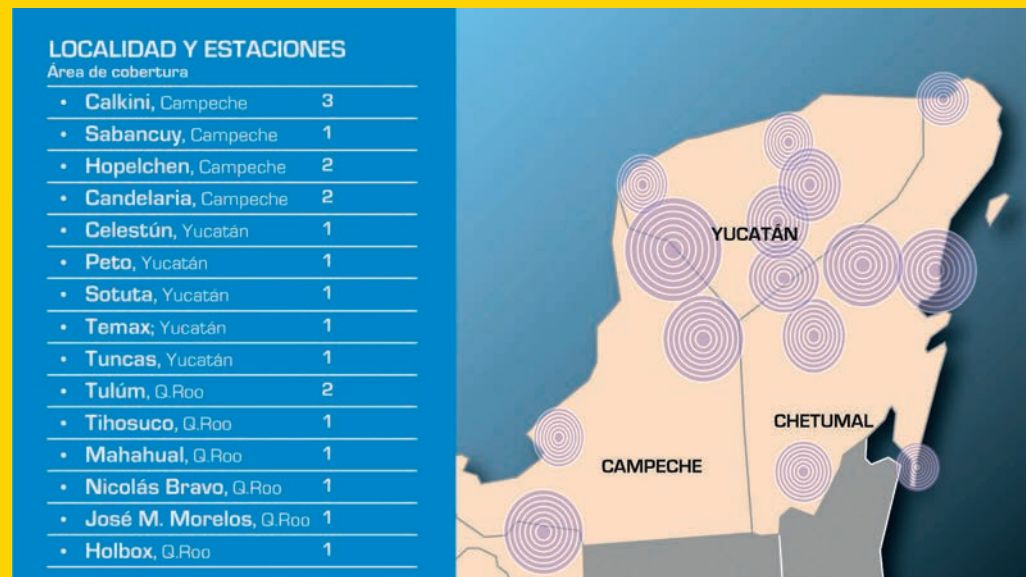 LOCALIDAD Y ESTACIONES
Área de cobertura
• Calkini, Campeche 3
• Sabancuy, Campeche 1
• Hopelchen, Campeche 2
• Candelaria, Campeche 2
• Celestún, Yucatán 1
• Peto, Yucatán 1
• Sotuta, Yucatán 1
• Temax; Yucatán 1
• Tuncas, Yucatán 1
• Tulúm, Q.Roo 2
• Tihosuco, Q.Roo 1
• Mahahual, Q.Roo 1
• Nicolás Bravo, Q.Roo 1
• José M. Morelos, Q.Roo 1
• Holbox, Q.Roo 1
YUCATÁN
CHETUMAL
CAMPECHE